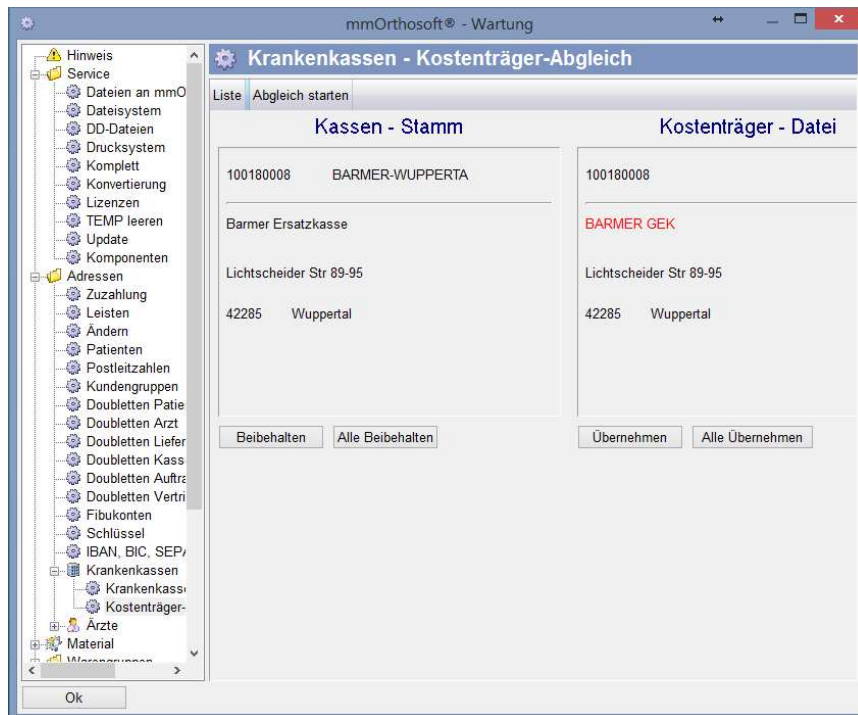 mmOrthosoft® - Wartung
Hinweis
Service
Dateien an mmO
Dateisystem
DD-Dateien
Drucksystem
Komplett
Konvertierung
Lizenzen
TEMP leeren
Update
Komponenten
Adressen
Zuzahlung
Leisten
Ändern
Patienten
Postleitzahlen
Kundengruppen
Doubletten Patie
Doubletten Arzt
Doubletten Liefer
Doubletten Kass
Doubletten Auftra
Doubletten Vertri
Fibukonten
Schlüssel
IBAN, BIC, SEPA
Krankenkassen
Krankenkass
Kostenträger-
Ärzte
Material
Warengruppen
Ok
Krankenkassen - Kostenträger-Abgleich
Liste Abgleich starten
Kassen - Stamm
100180008 BARMER-WUPPERTA
Barmer Ersatzkasse
Lichtscheider Str 89-95
42285 Wuppertal
Beibehalten Alle Beibehalten
Kostenträger - Datei
100180008
BARMER GEK
Lichtscheider Str 89-95
42285 Wuppertal
Übernehmen Alle Übernehmen